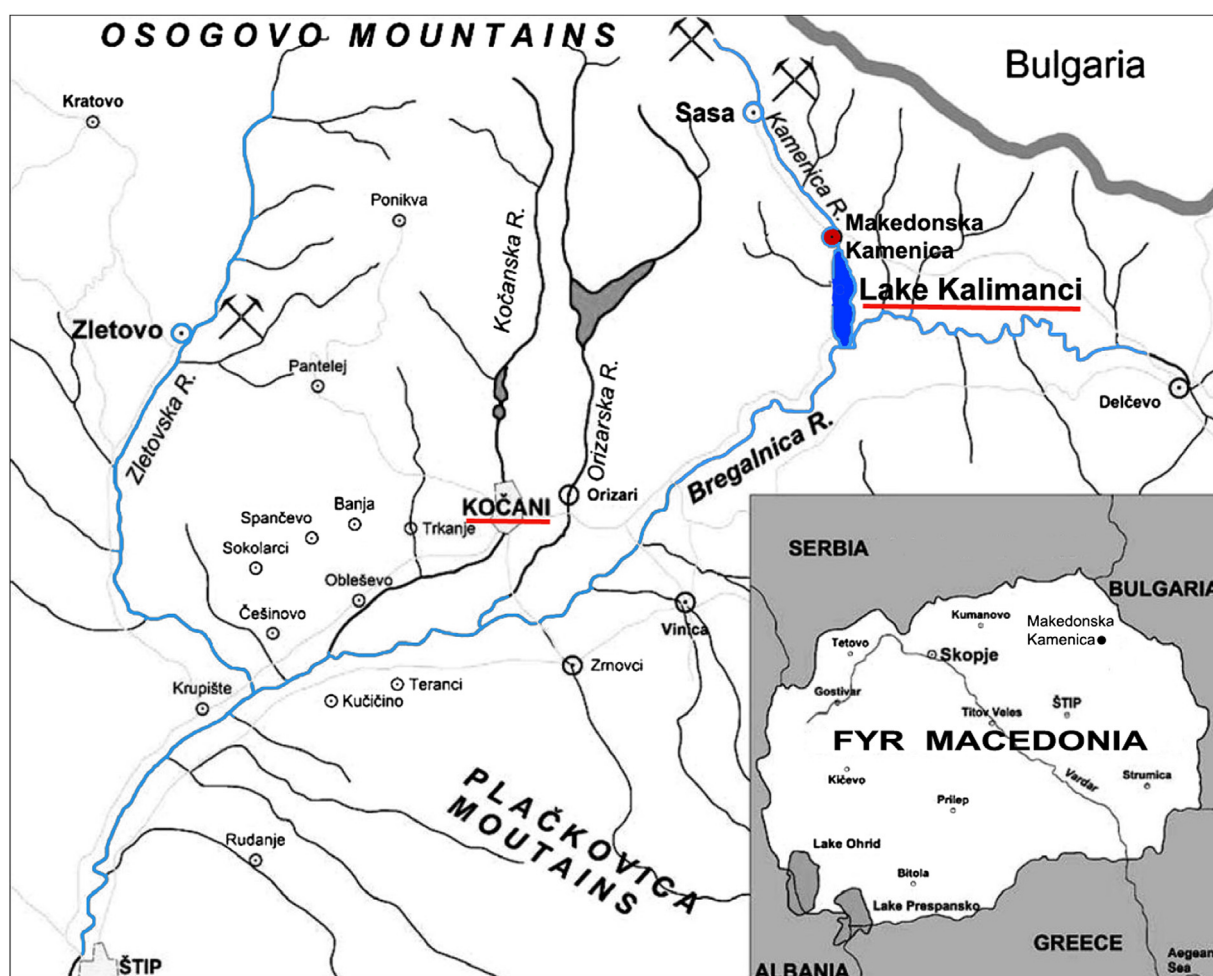 OSOGOVO MOUNTAINS
Bulgaria
Kratovo
Sasa
Kamenica R.
Ponikva
Kočanska R.
Makedonska
Kamenica
Lake Kalimanci
Zletovo
Zletovska R.
Pantelej
Orizarska R.
Delčevo
Bregalnica R.
KOČANI
Orizari
Banja
Spančevo
Trkanje
Sokolarci
Obleševo
Češinovo
Vinica
Zrnovci
Teranci
Krupište
Kučičino
PLAČKOVICA
MOUTAINS
Rudanje
ŠTIP
SERBIA
BULGARIA
Kumanovo
Makedonska
Kamenica
Tetovo
Skopje
Gostivar
Titov Veles
ŠTIP
FYR MACEDONIA
Kičevo
Vardar
Strumica
Prilep
Lake Ohrid
Bitola
Lake Prespansko
GREECE
ALBANIA
Aegean
Sea